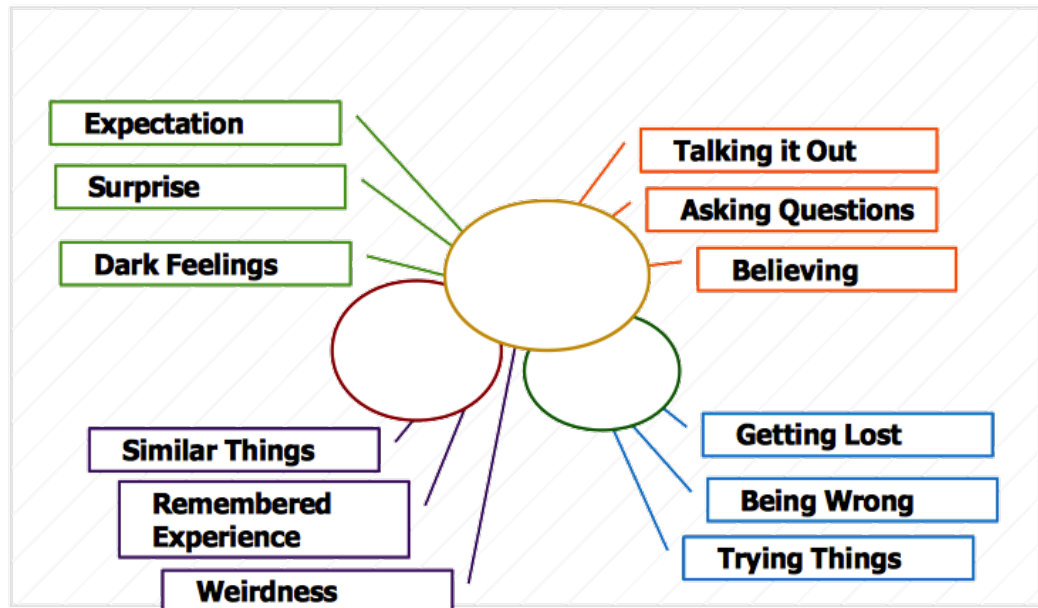 Expectation
Surprise
Dark Feelings
Talking it Out
Asking Questions
Believing
Similar Things
Remembered
Experience
Weirdness
Getting Lost
Being Wrong
Trying Things